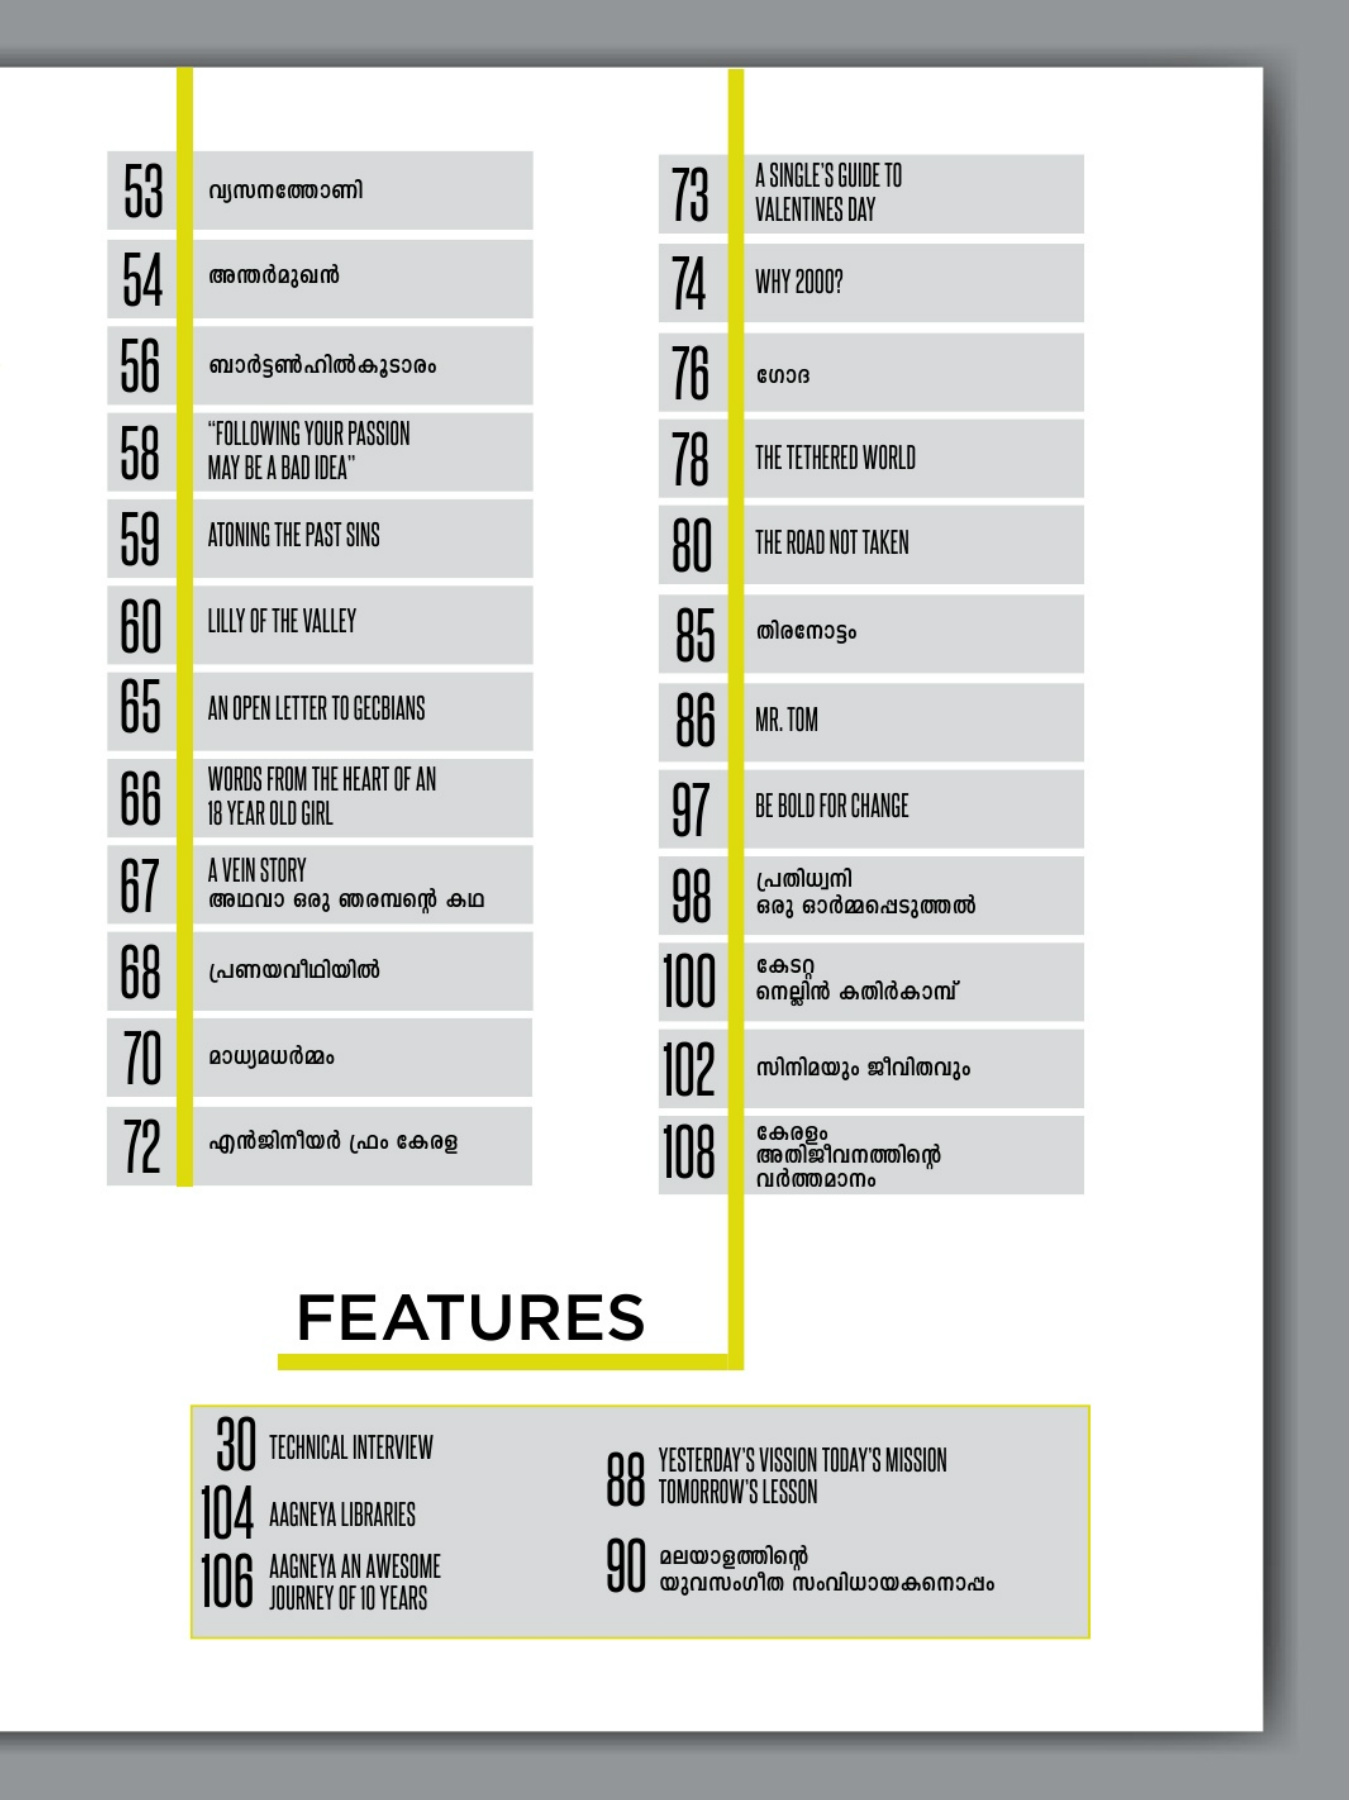 53
വ്യസനത്തോണി
54
അന്തർമുഖൻ
56
ബാർട്ടൺഹിൽകൂടാരം
58
“FOLLOWING YOUR PASSION
MAY BE A BAD IDEA”
59
ATONING THE PAST SINS
60
LILLY OF THE VALLEY
65
AN OPEN LETTER TO GECBIANS
66
WORDS FROM THE HEART OF AN
18 YEAR OLD GIRL
67
A VEIN STORY
അഥവാ ഒരു ഞരമ്പന്റെ കഥ
68
പ്രണയവീഥിയിൽ
70
മാധ്യമധർമ്മം
72
എൻജിനീയർ ഫ്രം കേരള
73
A SINGLE'S GUIDE TO
VALENTINES DAY
74
WHY 2000?
76
ഗോദ
78
THE TETHERED WORLD
80
THE ROAD NOT TAKEN
85
തിരനോട്ടം
86
MR. TOM
97
BE BOLD FOR CHANGE
98
പ്രതിധ്വനി
ഒരു ഓർമ്മപ്പെടുത്തൽ
100
കേടറ്റ
നെല്ലിൻ കതിർകാമ്പ്
102
സിനിമയും ജീവിതവും
108
കേരളം
അതിജീവനത്തിന്റെ
വർത്തമാനം
FEATURES
30 TECHNICAL INTERVIEW
104 AAGNEYA LIBRARIES
106
AAGNEYA AN AWESOME
JOURNEY OF 10 YEARS
88
YESTERDAY'S VISSION TODAY'S MISSION
TOMORROW'S LESSON
90
മലയാളത്തിന്റെ
യുവസംഗീത സംവിധായകനൊപ്പം